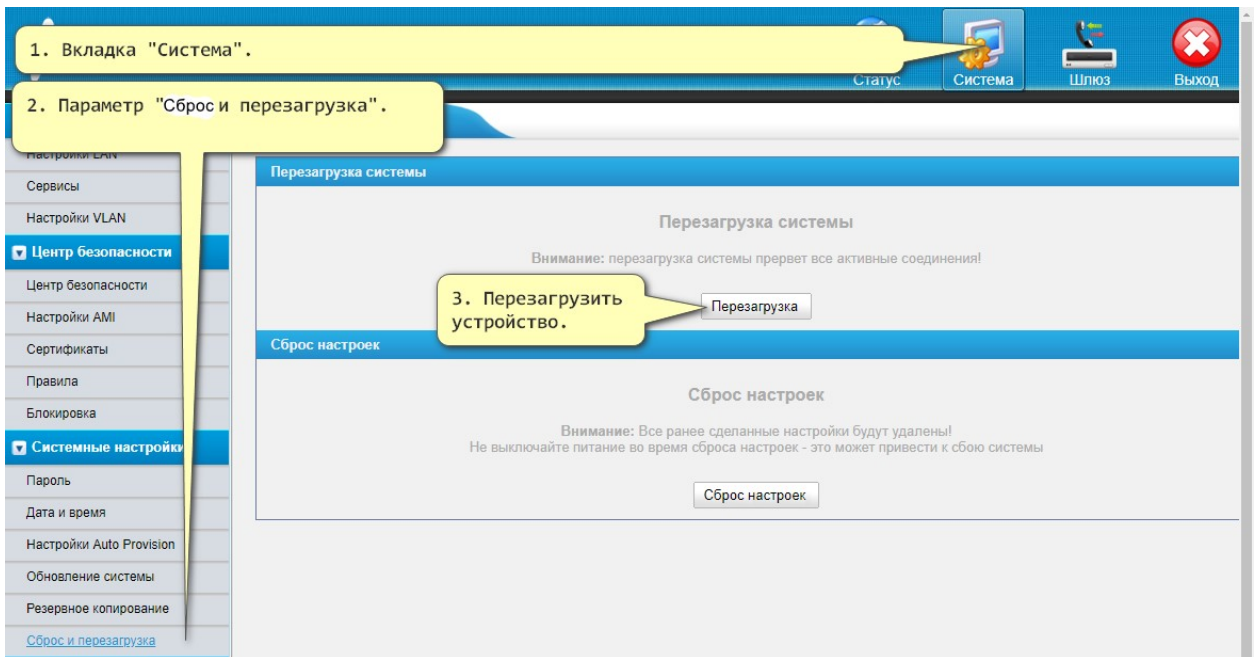 1. Вкладка "Система".
Статус
Система
Шлюз
Выход
2. Параметр "Сброс и перезагрузка".
Настройки LAN
Сервисы
Настройки VLAN
Центр безопасности
Центр безопасности
Настройки AMI
Сертификаты
Правила
Блокировка
Системные настройки
Пароль
Дата и время
Настройки Auto Provision
Обновление системы
Резервное копирование
Сброс и перезагрузка
Перезагрузка системы
Перезагрузка системы
Внимание: перезагрузка системы прервет все активные соединения!
3. Перезагрузить
устройство.
Перезагрузка
Сброс настроек
Сброс настроек
Внимание: Все ранее сделанные настройки будут удалены!
Не выключайте питание во время сброса настроек - это может привести к сбою системы
Сброс настроек